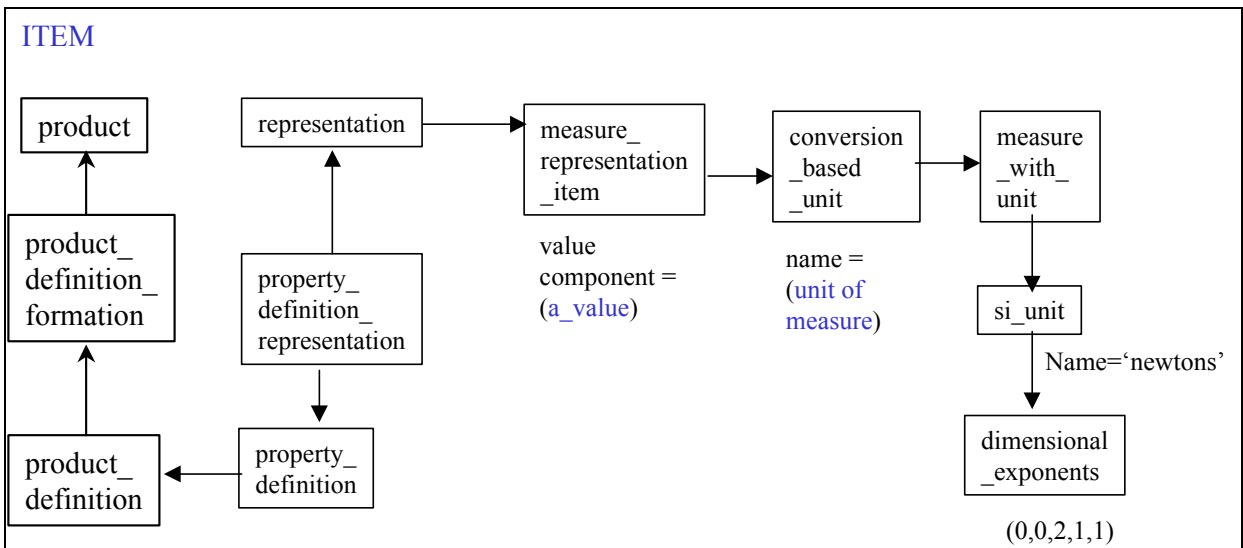 ITEM
product
representation
measure_
representation
_item
conversion
_based
_unit
measure
_with_
unit
product_
definition_
formation
property_
definition_
representation
value
component =
(a_value)
name =
(unit of
measure)
si_unit
Name=‘newtons’
product_
definition
property_
definition
dimensional
_exponents
(0,0,2,1,1)